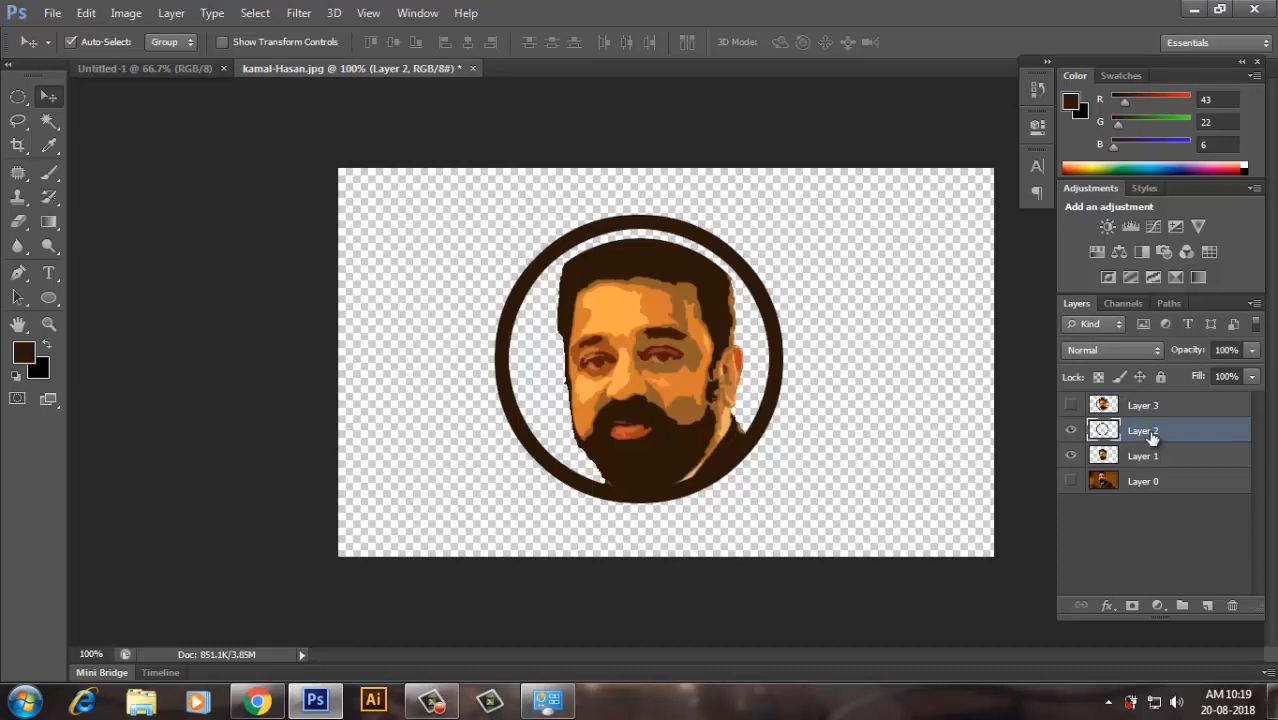 Ps File Edit Image Layer Type Select Filter 3D View Window Help
Auto-Select: Group Show Transform Controls 3D Mode: Essentials
Untitled-1 @ 66.7% (RGB/8) × kamal-Hasan.jpg @ 100% (Layer 2, RGB/8#) * ×
Color Swatches
R 43
G 22
B 6
Adjustments Styles
Add an adjustment
Layers Channels Paths
Kind
Normal Opacity: 100%
Lock: Fill: 100%
Layer 3
Layer 2
Layer 1
Layer 0
100% Doc: 851.1K/3.85M
Mini Bridge Timeline
Ps Ai
AM 10:19
20-08-2018